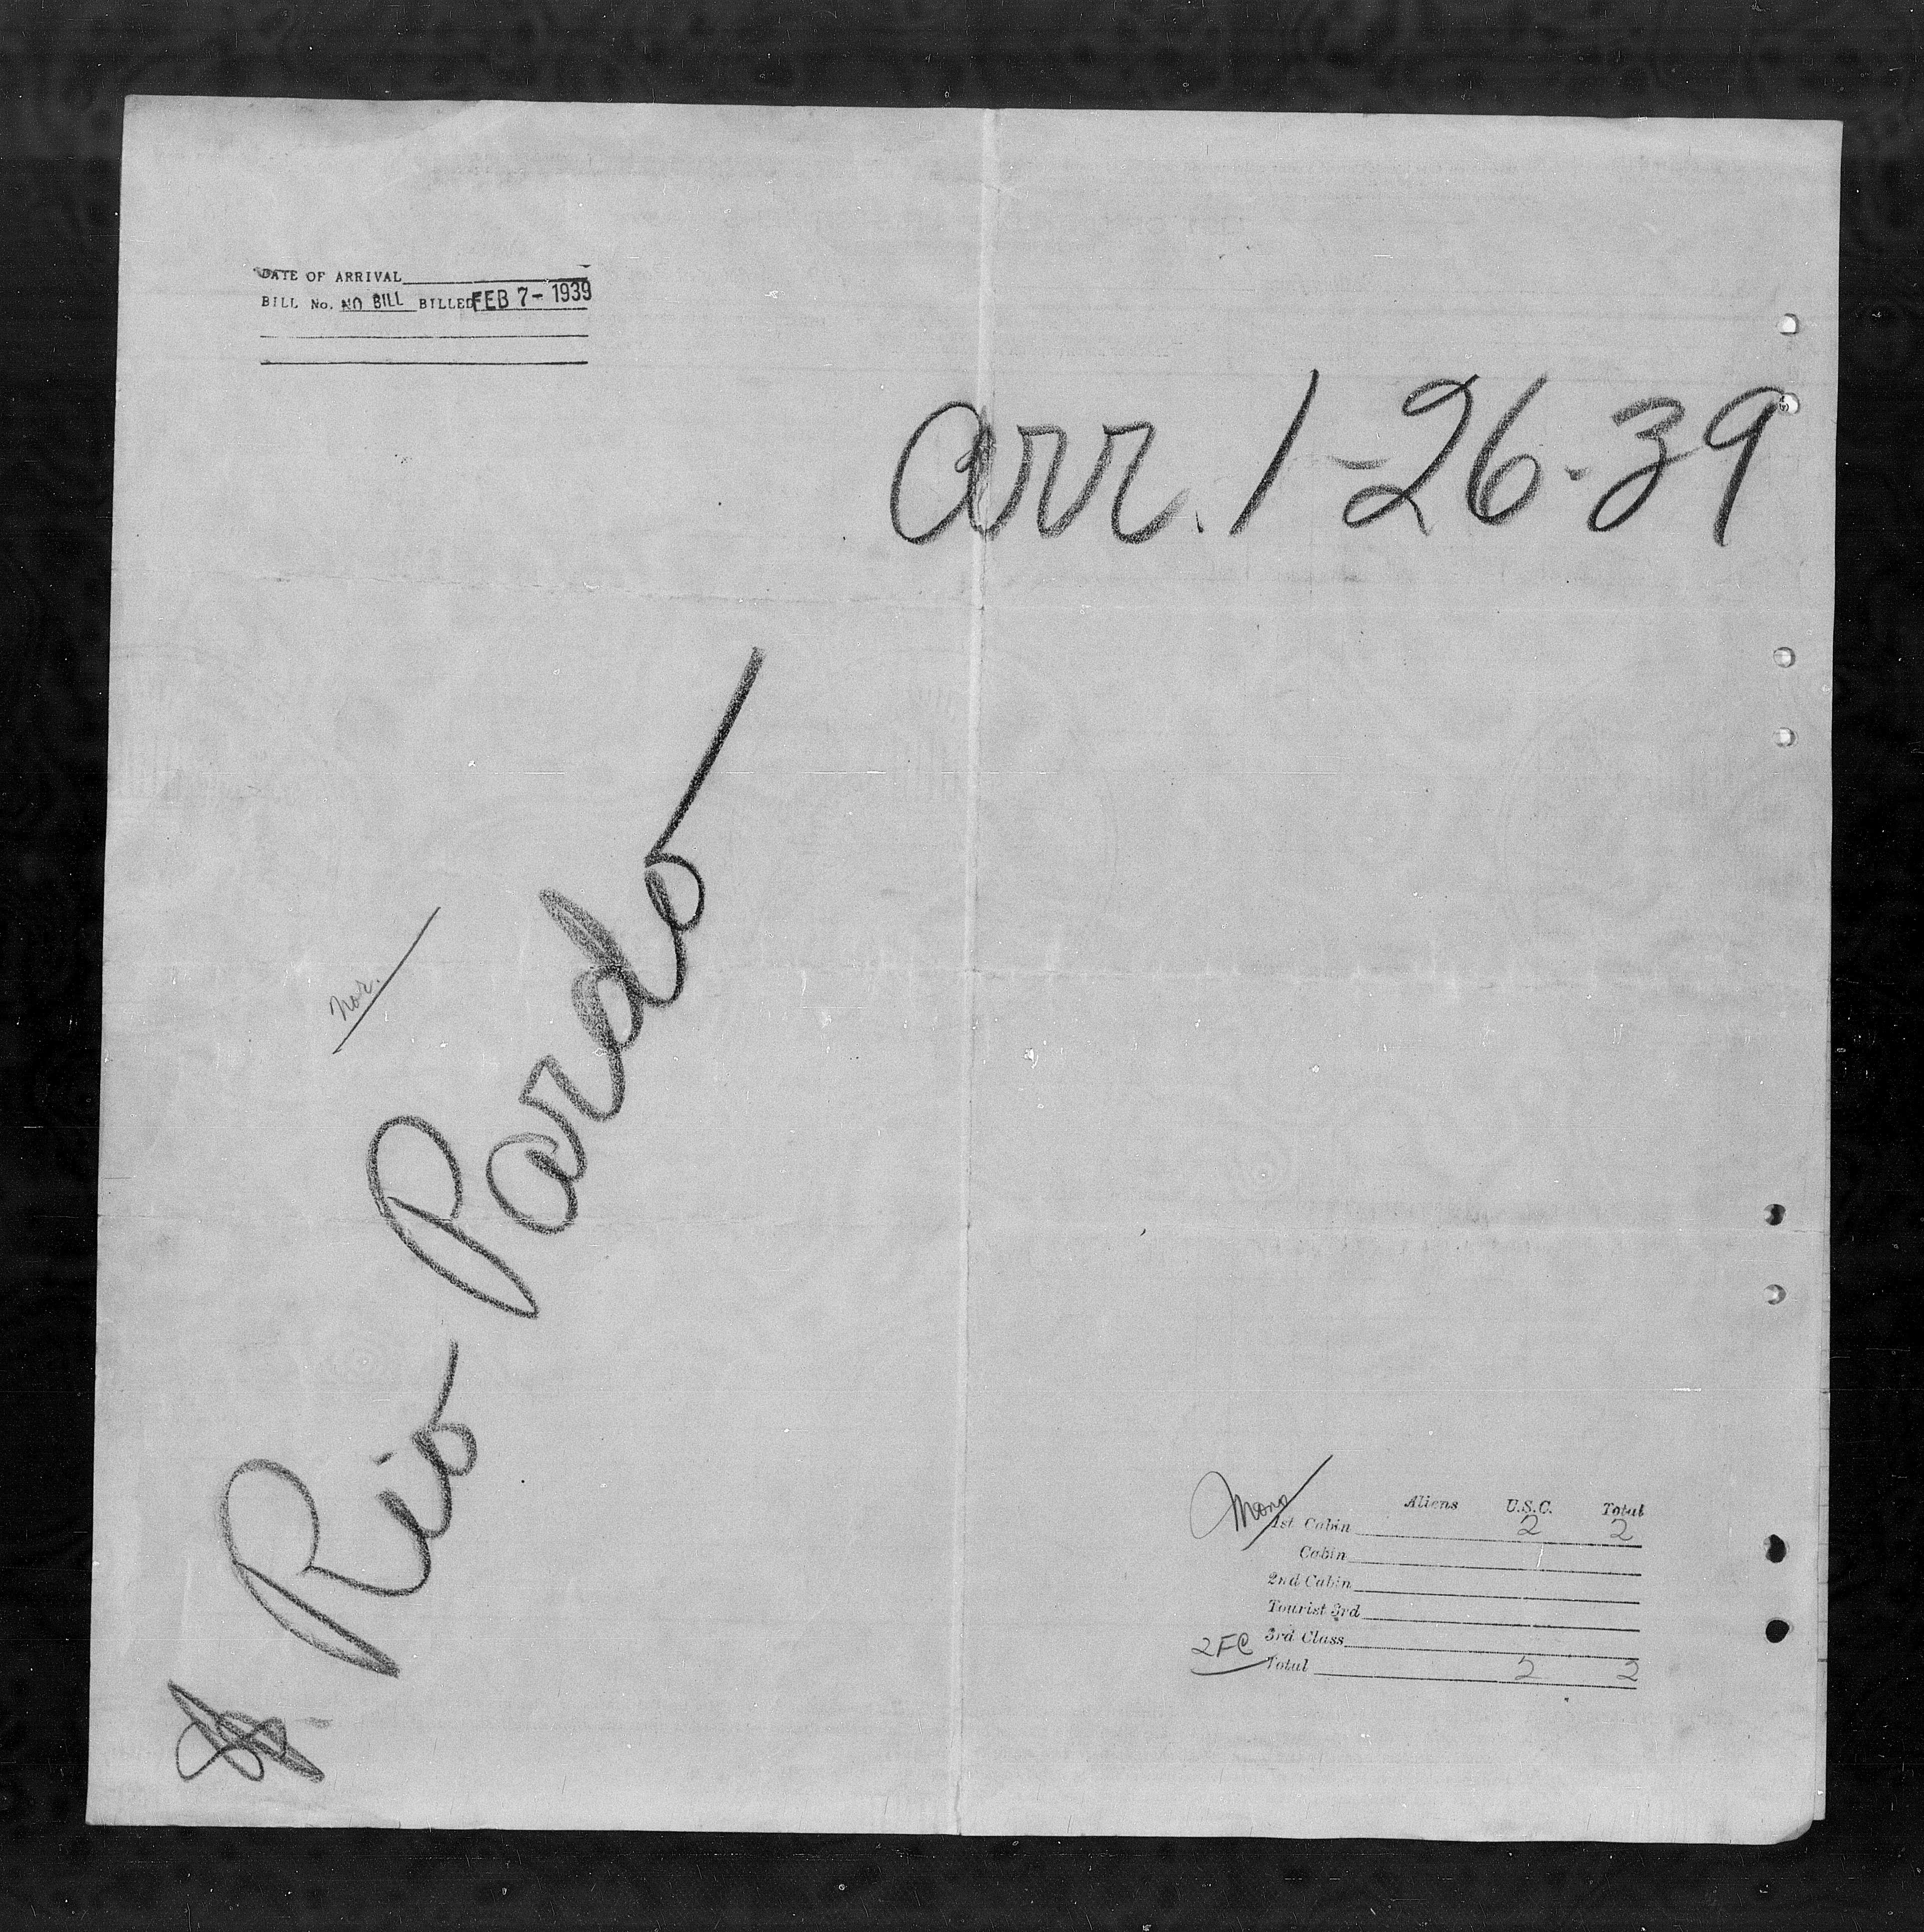 DATE OF ARRIVAL
BILL No. NO BILL BILLED FEB 7- 1939
arr. 1-26-39
Nor.
Rio Pardo
Aliens U.S.C. Total
1st Cabin 2 2
Cabin
2nd Cabin
Tourist 3rd
2FC 3rd Class
Total 2 2